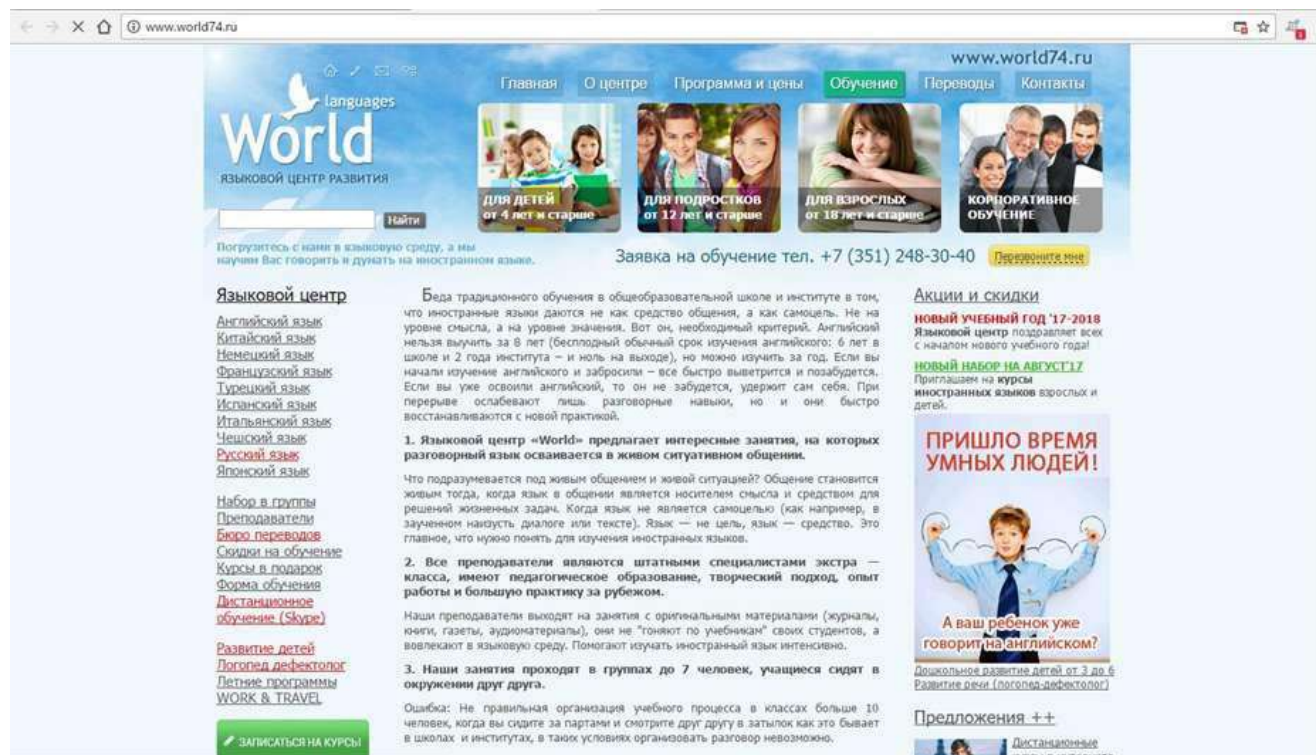 www.world74.ru
www.world74.ru
Главная О центре Программа и цены Обучение Переводы Контакты
languages
World
ЯЗЫКОВОЙ ЦЕНТР РАЗВИТИЯ
Найти
ДЛЯ ДЕТЕЙ
от 4 лет и старше
ДЛЯ ПОДРОСТКОВ
от 12 лет и старше
ДЛЯ ВЗРОСЛЫХ
от 18 лет и старше
КОРПОРАТИВНОЕ
ОБУЧЕНИЕ
Погрузитесь с нами в языковую среду, а мы
научим Вас говорить и думать на иностранном языке.
Заявка на обучение тел. +7 (351) 248-30-40
Перезвоните мне
Языковой центр
Английский язык
Китайский язык
Немецкий язык
Французский язык
Турецкий язык
Испанский язык
Итальянский язык
Чешский язык
Русский язык
Японский язык
Набор в группы
Преподаватели
Бюро переводов
Скидки на обучение
Курсы в подарок
Форма обучения
Дистанционное
обучение (Skype)
Развитие детей
Логопед дефектолог
Летние программы
WORK & TRAVEL
ЗАПИСАТЬСЯ НА КУРСЫ
Беда традиционного обучения в общеобразовательной школе и институте в том,
что иностранные языки даются не как средство общения, а как самоцель. Не на
уровне смысла, а на уровне значения. Вот он, необходимый критерий. Английский
нельзя выучить за 8 лет (бесплодный обычный срок изучения английского: 6 лет в
школе и 2 года института – и ноль на выходе), но можно изучить за год. Если вы
начали изучение английского и забросили – все быстро выветрится и позабудется.
Если вы уже освоили английский, то он не забудется, удержит сам себя. При
перерыве ослабевают лишь разговорные навыки, но и они быстро
восстанавливаются с новой практикой.
1. Языковой центр «World» предлагает интересные занятия, на которых
разговорный язык осваивается в живом ситуативном общении.
Что подразумевается под живым общением и живой ситуацией? Общение становится
живым тогда, когда язык в общении является носителем смысла и средством для
решений жизненных задач. Когда язык не является самоцелью (как например, в
заученном наизусть диалоге или тексте). Язык — не цель, язык — средство. Это
главное, что нужно понять для изучения иностранных языков.
2. Все преподаватели являются штатными специалистами экстра —
класса, имеют педагогическое образование, творческий подход, опыт
работы и большую практику за рубежом.
Наши преподаватели выходят на занятия с оригинальными материалами (журналы,
книги, газеты, аудиоматериалы), они не "гоняют по учебникам" своих студентов, а
вовлекают в языковую среду. Помогают изучать иностранный язык интенсивно.
3. Наши занятия проходят в группах до 7 человек, учащиеся сидят в
окружении друг друга.
Ошибка: Не правильная организация учебного процесса в классах больше 10
человек, когда вы сидите за партами и смотрите друг другу в затылок как это бывает
в школах и институтах, в таких условиях организовать разговор невозможно.
Акции и скидки
НОВЫЙ УЧЕБНЫЙ ГОД '17-2018
Языковой центр поздравляет всех
с началом нового учебного года!
НОВЫЙ НАБОР НА АВГУСТ'17
Приглашаем на курсы
иностранных языков взрослых и
детей.
ПРИШЛО ВРЕМЯ
УМНЫХ ЛЮДЕЙ!
А ваш ребёнок уже
говорит на английском?
Дошкольное развитие детей от 3 до 6
Развитие речи (логопед-дефектолог)
Предложения ++
Дистанционные